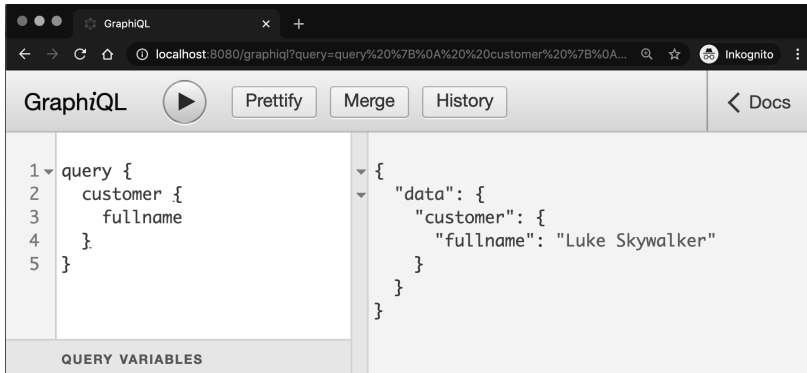 GraphiQL
localhost:8080/graphiql?query=query%20%7B%0A%20%20customer%20%7B%0A...
Inkognito
GraphiQL
Prettify
Merge
History
Docs
1 query {
2 customer {
3 fullname
4 }
5 }
{
"data": {
"customer": {
"fullname": "Luke Skywalker"
}
}
}
QUERY VARIABLES